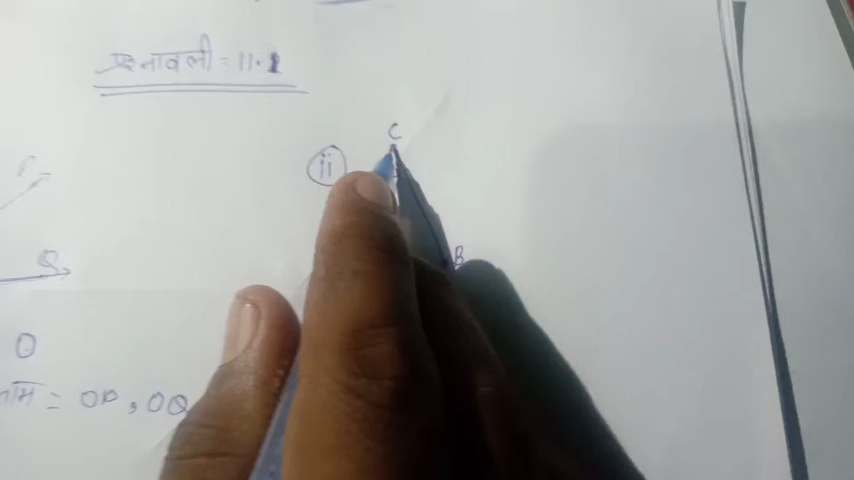 प्रश्नावली = 11.1
ii
C
B
Q
O
नाम = OP, OQ